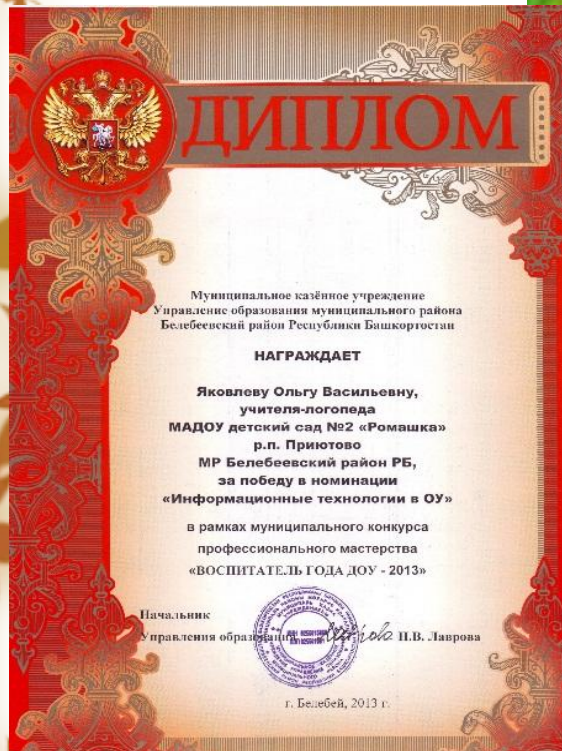 ДИПЛОМ
Муниципальное казённое учреждение
Управление образования муниципального района
Белебеевский район Республики Башкортостан
НАГРАЖДАЕТ
Яковлеву Ольгу Васильевну,
учителя-логопеда
МАДОУ детский сад №2 «Ромашка»
р.п. Приютово
МР Белебеевский район РБ,
за победу в номинации
«Информационные технологии в ОУ»
в рамках муниципального конкурса
профессионального мастерства
«ВОСПИТАТЕЛЬ ГОДА ДОУ - 2013»
Начальник
Управления образования Н.В. Лаврова
г. Белебей, 2013 г.